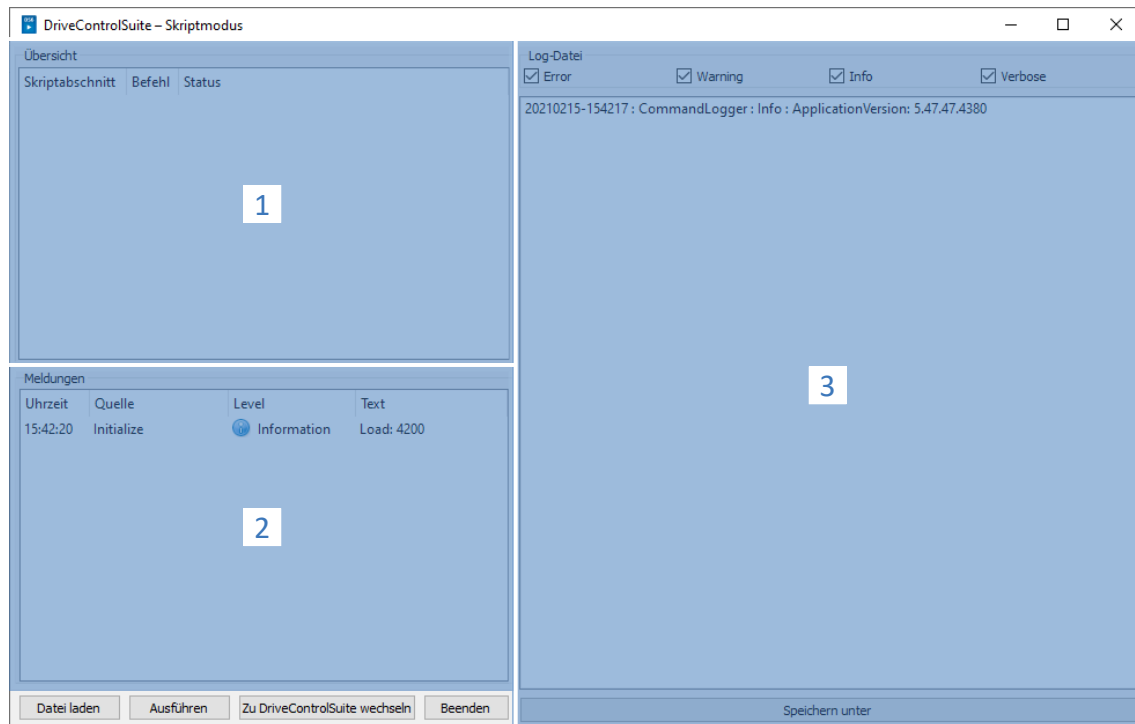 DriveControlSuite – Skriptmodus
Übersicht
Skriptabschnitt Befehl Status
1
Meldungen
Uhrzeit Quelle Level Text
15:42:20 Initialize Information Load: 4200
2
Datei laden Ausführen Zu DriveControlSuite wechseln Beenden
Log-Datei
Error Warning Info Verbose
20210215-154217 : CommandLogger : Info : ApplicationVersion: 5.47.47.4380
3
Speichern unter